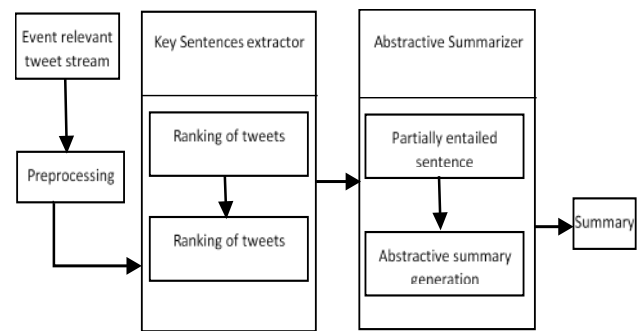 Event relevant
tweet stream
Preprocessing
Key Sentences extractor
Ranking of tweets
Ranking of tweets
Abstractive Summarizer
Partially entailed
sentence
Abstractive summary
generation
Summary